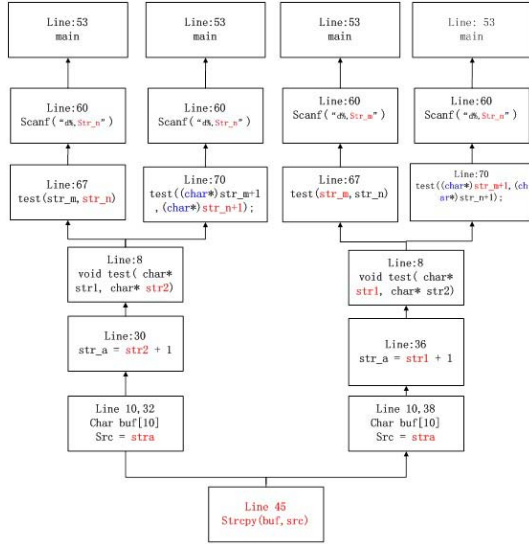 Line:53
main
Line:53
main
Line:53
main
Line: 53
main
Line:60
Scanf("d%,Str_n")
Line:60
Scanf("d%,Str_n")
Line:60
Scanf("d%,Str_m")
Line:60
Scanf("d%,Str_n")
Line:67
test(str_m,str_n)
Line:70
test((char*)str_m+1
,(char*)str_n+1);
Line:67
test(str_m,str_n)
Line:70
test((char*)str_m+1,(ch
ar*)str_n+1);
Line:8
void test( char*
str1, char* str2)
Line:8
void test( char*
str1, char* str2)
Line:30
str_a = str2 + 1
Line:36
str_a = str1 + 1
Line 10,32
Char buf[10]
Src = stra
Line 10,38
Char buf[10]
Src = stra
Line 45
Strcpy(buf,src)